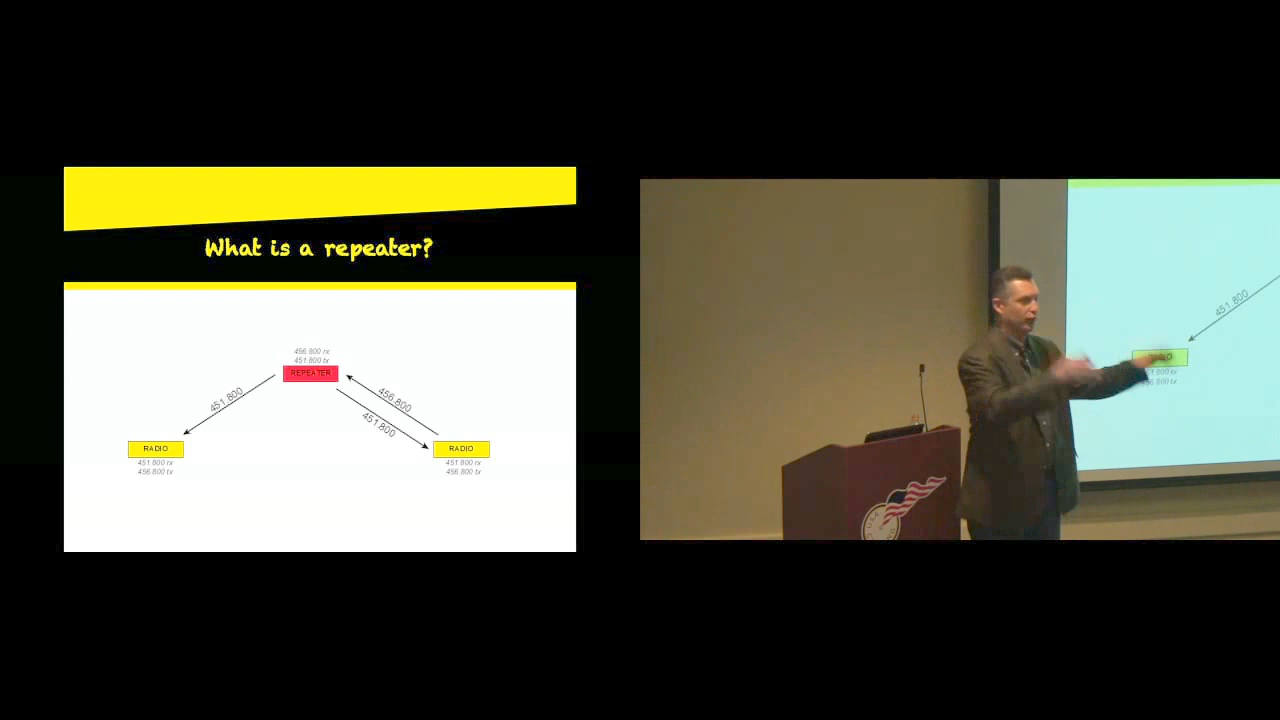 What is a repeater?
456.800 rx
451.800 tx
REPEATER
451.800
456.800
451.800
RADIO
451.800 rx
456.800 tx
RADIO
451.800 rx
456.800 tx
451.800